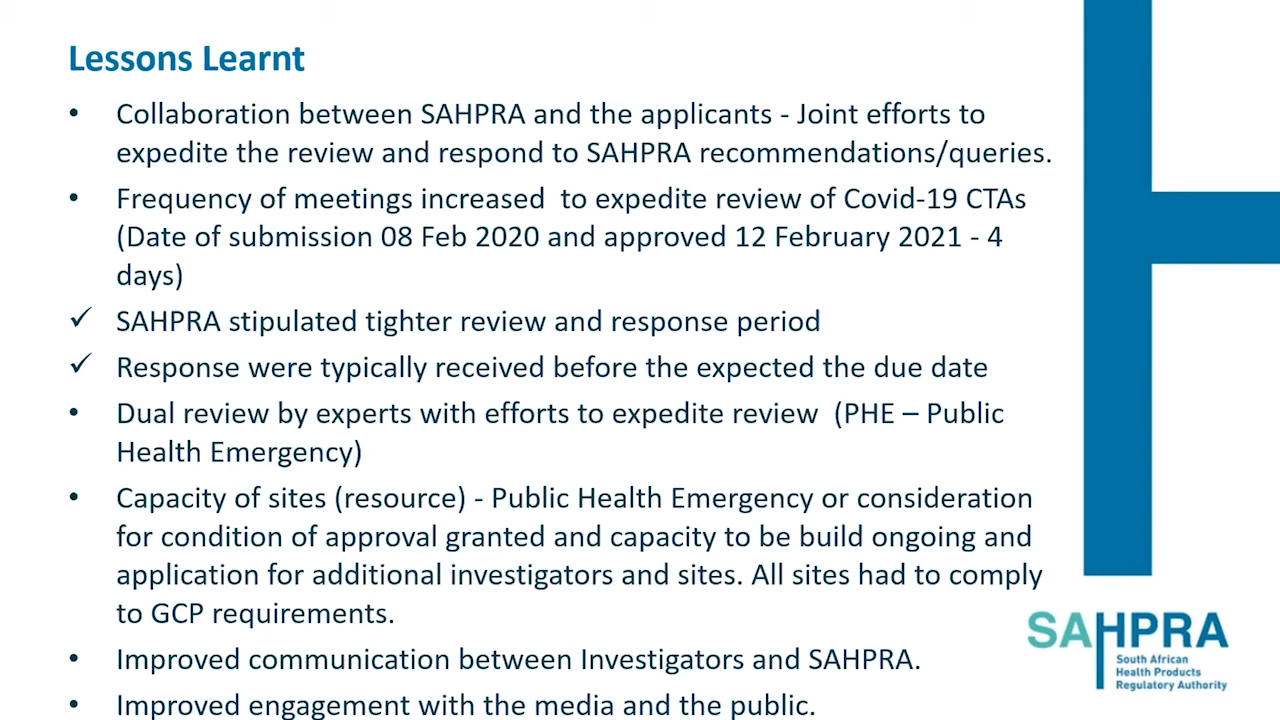 Lessons Learnt
• Collaboration between SAHPRA and the applicants - Joint efforts to
expedite the review and respond to SAHPRA recommendations/queries.
• Frequency of meetings increased  to expedite review of Covid-19 CTAs
(Date of submission 08 Feb 2020 and approved 12 February 2021 - 4
days)
✓ SAHPRA stipulated tighter review and response period
✓ Response were typically received before the expected the due date
• Dual review by experts with efforts to expedite review  (PHE – Public
Health Emergency)
• Capacity of sites (resource) - Public Health Emergency or consideration
for condition of approval granted and capacity to be build ongoing and
application for additional investigators and sites. All sites had to comply
to GCP requirements.
• Improved communication between Investigators and SAHPRA.
• Improved engagement with the media and the public.
SAHPRA
South African
Health Products
Regulatory Authority